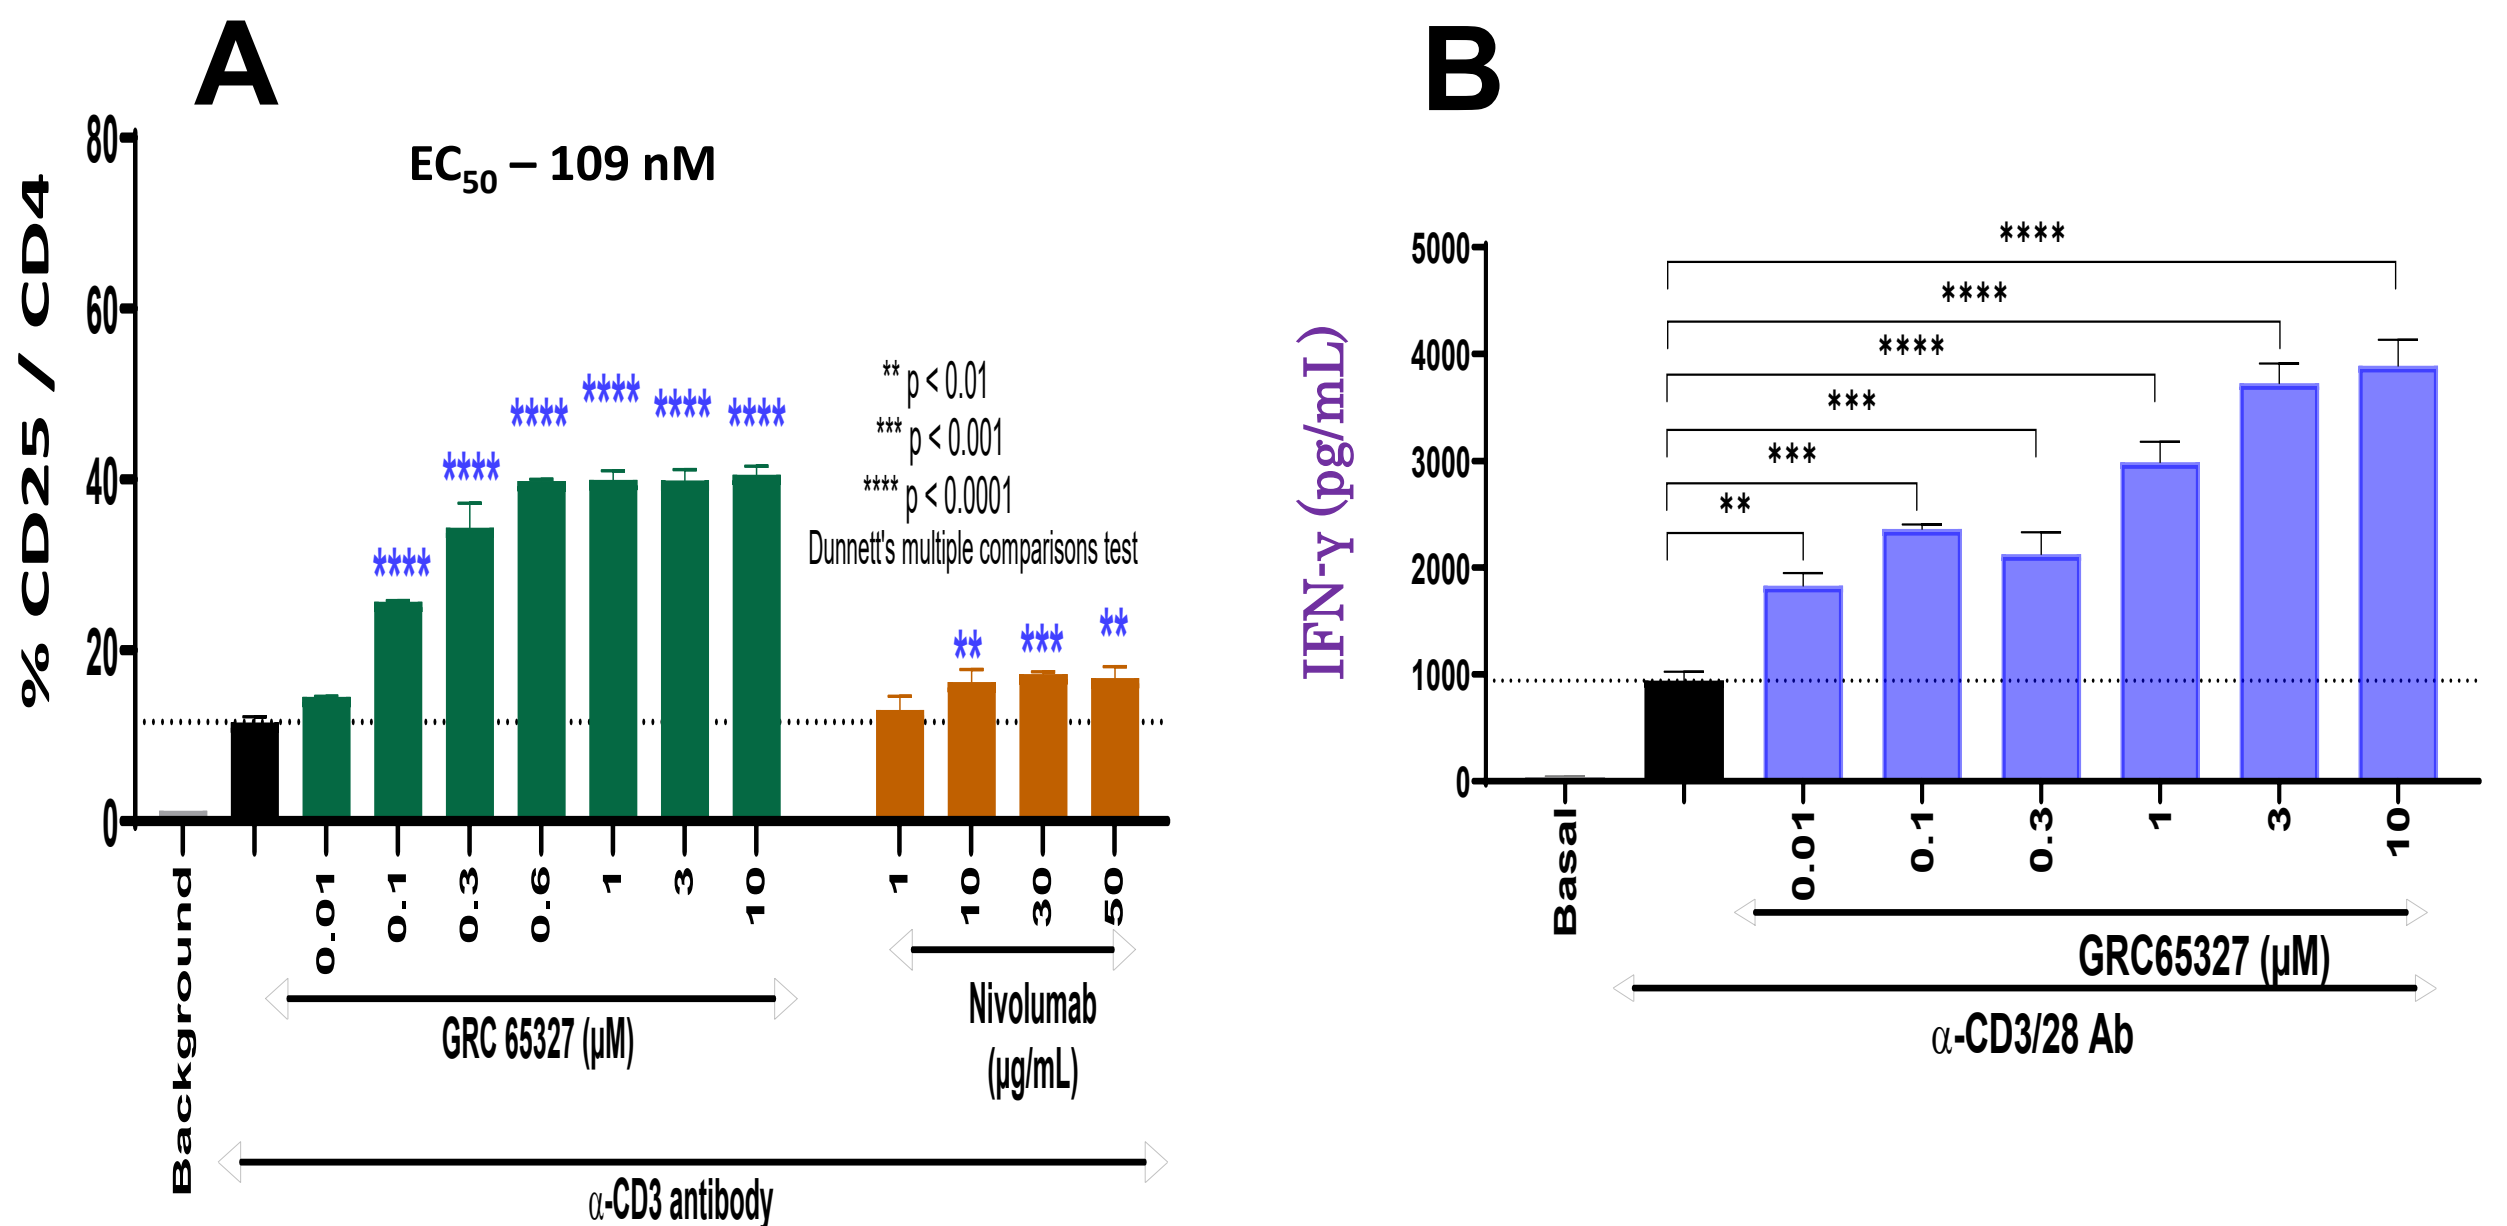 A
EC50 – 109 nM
% CD25 / CD4
80
60
40
20
0
****
****
****
****
****
****
** p < 0.01
*** p < 0.001
**** p < 0.0001
Dunnett's multiple comparisons test
**
***
**
Background
0.01
0.1
0.3
0.6
1
3
10
1
10
30
50
GRC 65327 (µM)
Nivolumab
(µg/mL)
α-CD3 antibody
B
IFN-γ (pg/mL)
5000
4000
3000
2000
1000
0
****
****
****
***
***
**
Basal
0.01
0.1
0.3
1
3
10
GRC65327 (µM)
α-CD3/28 Ab